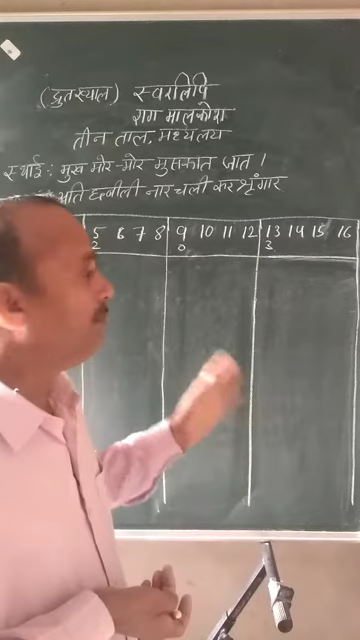 (द्रुतख्याल) स्वरलिपि
राग मालकोश
तीन ताल, मध्यलय
स्थाई : मुख मोर-मोर मुसकात जात ।
अति छबीली नार चली कर श्रृंगार
5 6 7 8 9 10 11 12 13 14 15 16
2 0 3